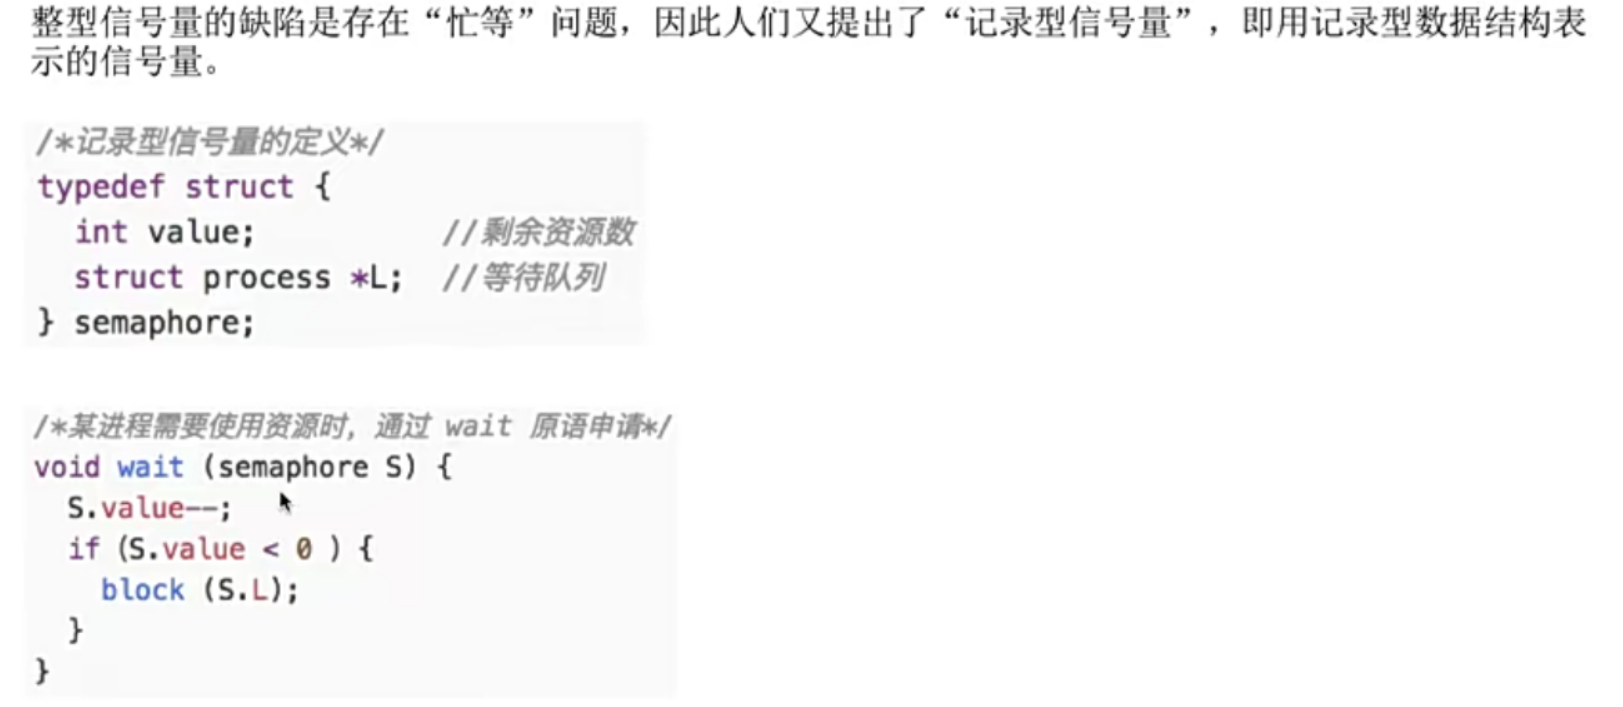 整型信号量的缺陷是存在“忙等”问题，因此人们又提出了“记录型信号量”，即用记录型数据结构表
示的信号量。
/*记录型信号量的定义*/
typedef struct {
  int value;          //剩余资源数
  struct process *L;  //等待队列
} semaphore;
/*某进程需要使用资源时，通过 wait 原语申请*/
void wait (semaphore S) {
  S.value--;
  if (S.value < 0 ) {
    block (S.L);
  }
}